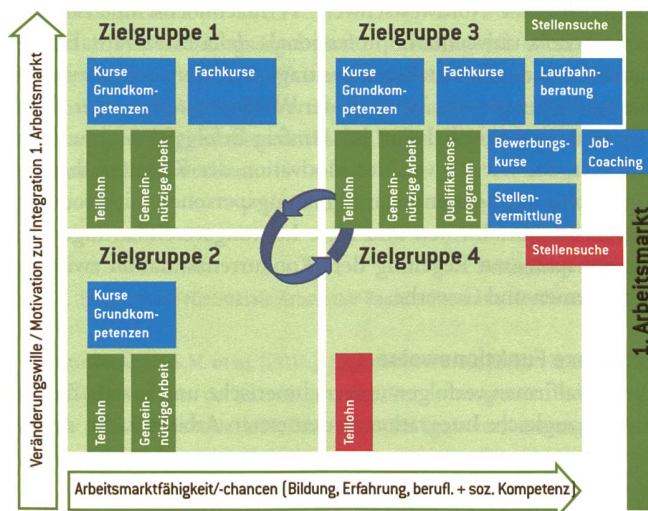 Veränderungswille / Motivation zur Integration 1. Arbeitsmarkt
Zielgruppe 1
Kurse
Grundkom-
petenzen
Fachkurse
Teillohn
Gemein-
nützige Arbeit
Zielgruppe 3
Stellensuche
Kurse
Grundkom-
petenzen
Fachkurse
Laufbahn-
beratung
Teillohn
Gemein-
nützige Arbeit
Qualifikations-
programm
Bewerbungs-
kurse
Job-
Coaching
Stellen-
vermittlung
Zielgruppe 2
Kurse
Grundkom-
petenzen
Teillohn
Gemein-
nützige Arbeit
Zielgruppe 4
Stellensuche
Teillohn
1. Arbeitsmarkt
Arbeitsmarktfähigkeit/-chancen (Bildung, Erfahrung, berufl. + soz. Kompetenz)